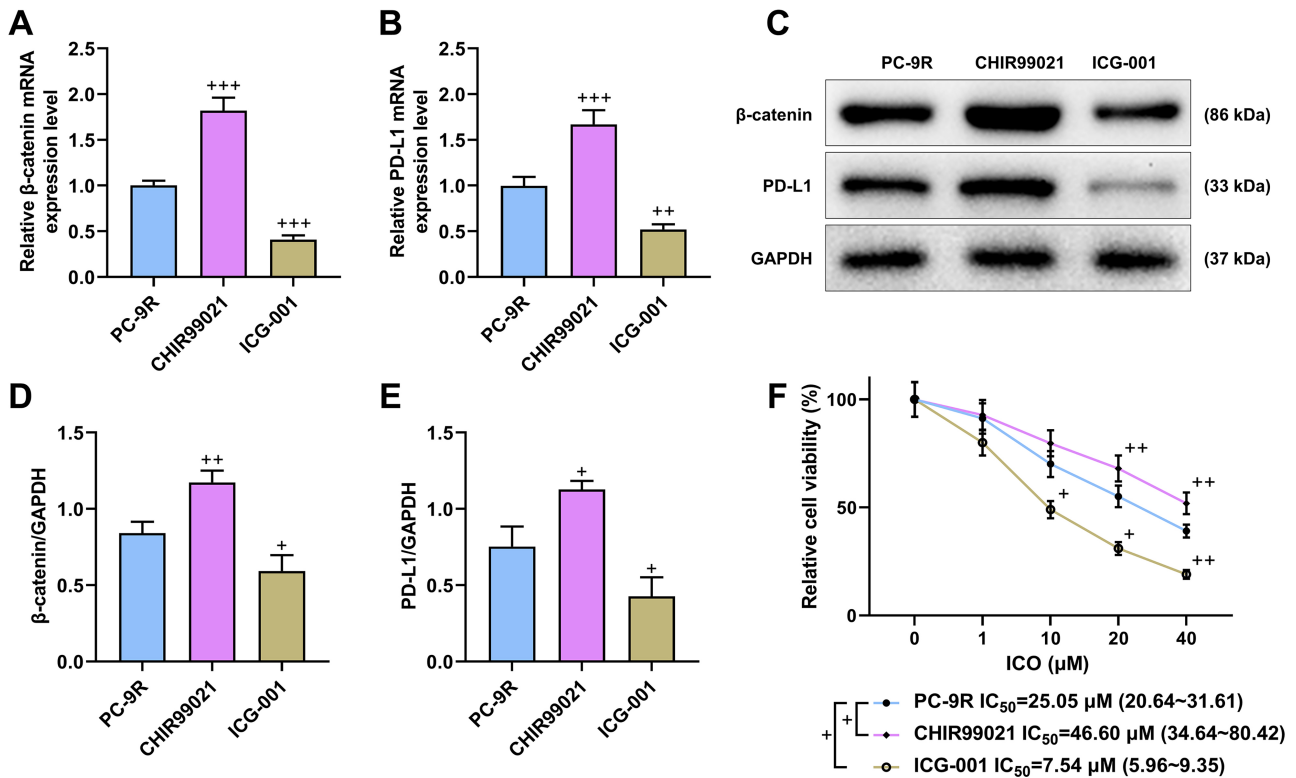 A
Relative β-catenin mRNA
expression level
2.5
2.0
1.5
1.0
0.5
0.0
+++
+++
PC-9R
CHIR99021
ICG-001
B
Relative PD-L1 mRNA
expression level
2.5
2.0
1.5
1.0
0.5
0.0
+++
++
PC-9R
CHIR99021
ICG-001
C
PC-9R CHIR99021 ICG-001
β-catenin (86 kDa)
PD-L1 (33 kDa)
GAPDH (37 kDa)
D
β-catenin/GAPDH
1.5
1.0
0.5
0.0
++
+
PC-9R
CHIR99021
ICG-001
E
PD-L1/GAPDH
1.5
1.0
0.5
0.0
+
+
PC-9R
CHIR99021
ICG-001
F
Relative cell viability (%)
100
50
0
++
++
+
+
++
0 1 10 20 40
ICO (μM)
PC-9R IC50=25.05 μM (20.64~31.61)
CHIR99021 IC50=46.60 μM (34.64~80.42)
ICG-001 IC50=7.54 μM (5.96~9.35)
+
+